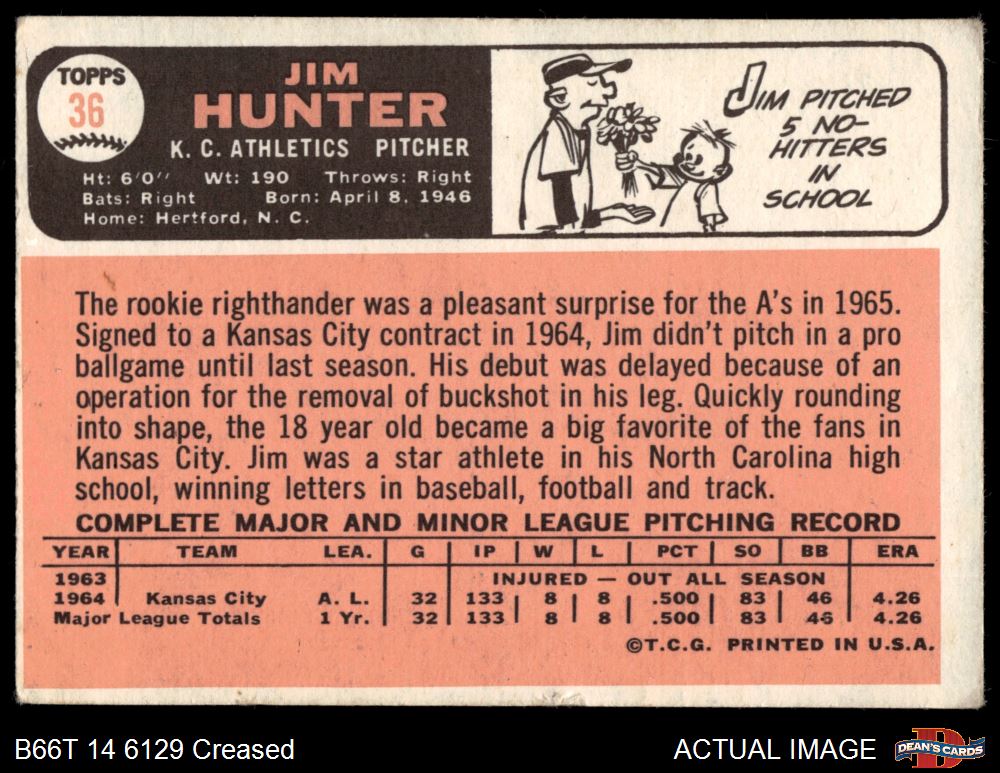 TOPPS
36
JIM
HUNTER
K. C. ATHLETICS PITCHER
Ht: 6'0" Wt: 190 Throws: Right
Bats: Right Born: April 8, 1946
Home: Hertford, N. C.
JIM PITCHED
5 NO-
HITTERS
IN
SCHOOL
The rookie righthander was a pleasant surprise for the A's in 1965.
Signed to a Kansas City contract in 1964, Jim didn't pitch in a pro
ballgame until last season. His debut was delayed because of an
operation for the removal of buckshot in his leg. Quickly rounding
into shape, the 18 year old became a big favorite of the fans in
Kansas City. Jim was a star athlete in his North Carolina high
school, winning letters in baseball, football and track.
COMPLETE MAJOR AND MINOR LEAGUE PITCHING RECORD
YEAR TEAM LEA. G IP W L PCT SO BB ERA
1963 INJURED — OUT ALL SEASON
1964 Kansas City A. L. 32 133 8 8 .500 83 46 4.26
Major League Totals 1 Yr. 32 133 8 8 .500 83 46 4.26
©T.C.G. PRINTED IN U.S.A.
B66T 14 6129 Creased
ACTUAL IMAGE
DEAN'S CARDS